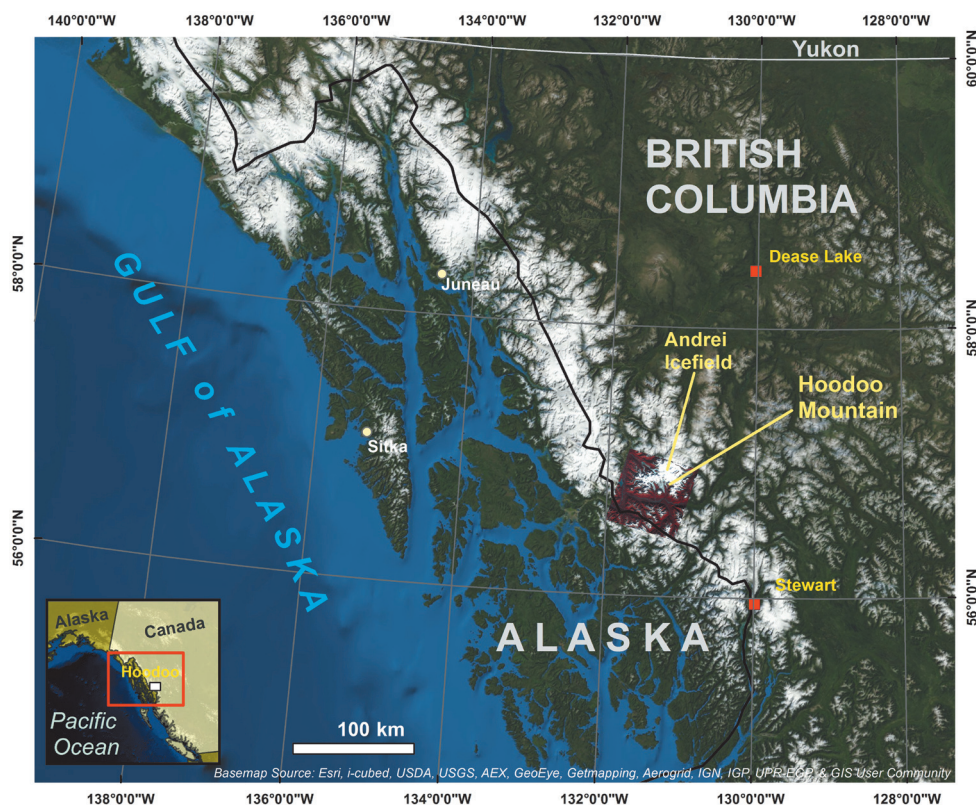 140°0'0"W 138°0'0"W 136°0'0"W 134°0'0"W 132°0'0"W 130°0'0"W 128°0'0"W
Yukon
60°0'0"N
BRITISH
COLUMBIA
Dease Lake
58°0'0"N
Juneau
58°0'0"N
GULF of ALASKA
Andrei
Icefield
Hoodoo
Mountain
Sitka
56°0'0"N
Stewart
56°0'0"N
ALASKA
Alaska
Canada
Hoodoo
Pacific
Ocean
100 km
Basemap Source: Esri, i-cubed, USDA, USGS, AEX, GeoEye, Getmapping, Aerogrid, IGN, IGP, UPR-EGP, & GIS User Community
138°0'0"W 136°0'0"W 134°0'0"W 132°0'0"W 130°0'0"W